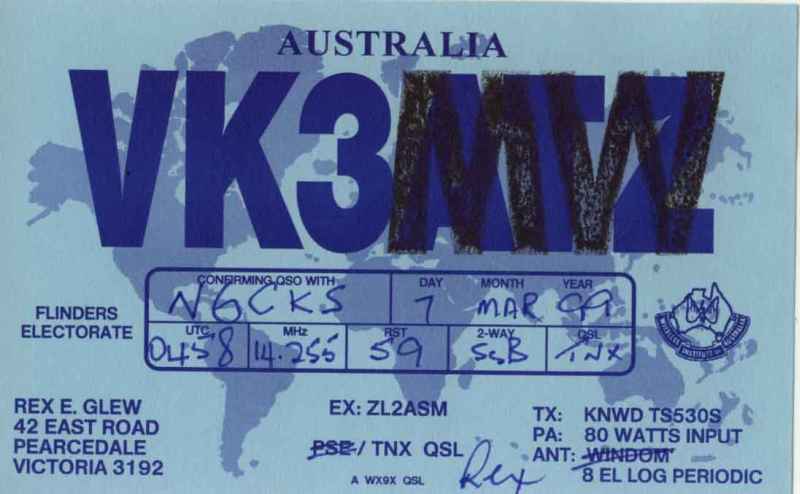 AUSTRALIA
VK3MW
CONFIRMING QSO WITH DAY MONTH YEAR
N6CKS 7 MAR 99
FLINDERS
ELECTORATE
UTC MHz RST 2-WAY QSL
0458 14.255 59 SSB TNX
REX E. GLEW
42 EAST ROAD
PEARCEDALE
VICTORIA 3192
EX: ZL2ASM
PSE / TNX QSL
A WX9X QSL
Rex
TX: KNWD TS530S
PA: 80 WATTS INPUT
ANT: WINDOM
8 EL LOG PERIODIC